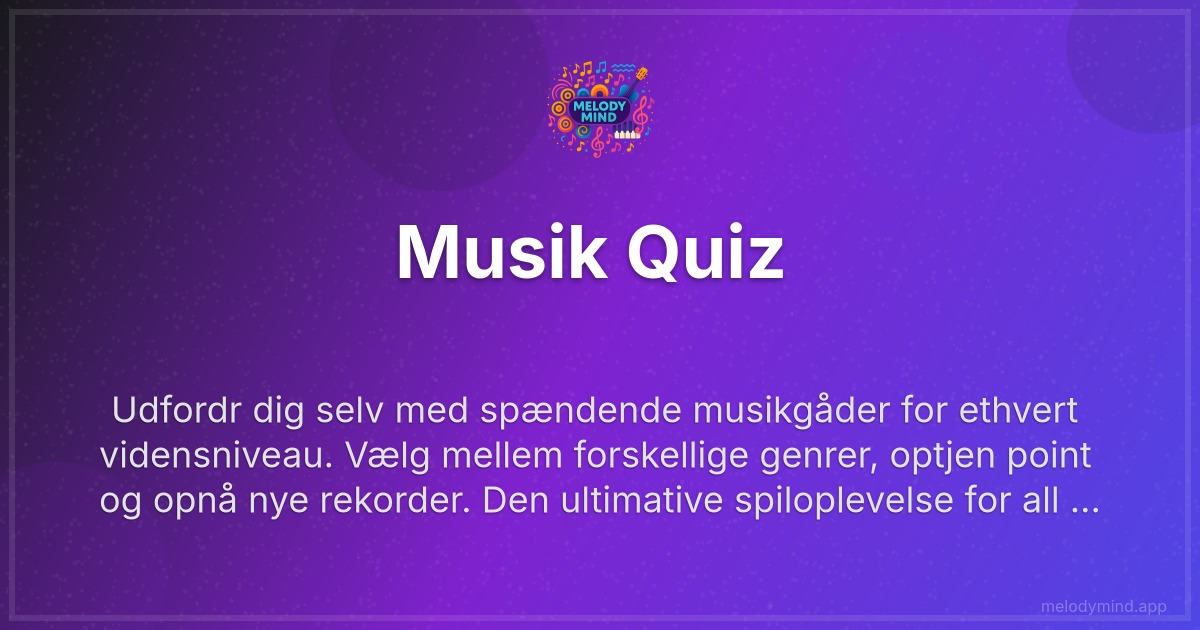 MELODY
MIND
Musik Quiz
Udfordr dig selv med spændende musikgåder for ethvert
vidensniveau. Vælg mellem forskellige genrer, optjen point
og opnå nye rekorder. Den ultimative spiloplevelse for all ...
melodymind.app